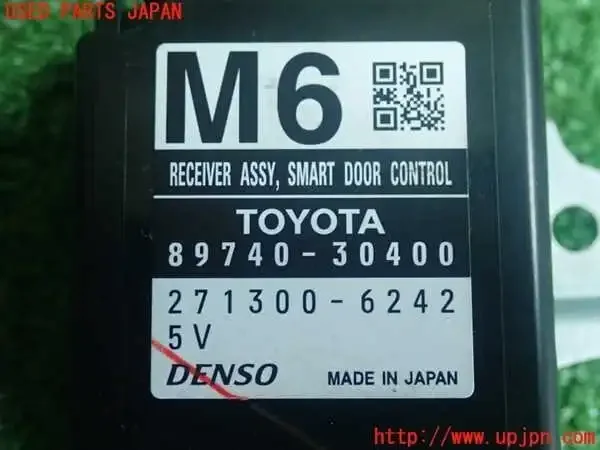 USED PARTS JAPAN
M6
RECEIVER ASSY, SMART DOOR CONTROL
TOYOTA
89740-30400
271300-6242
5V
DENSO MADE IN JAPAN
http://www.upjpn.com/